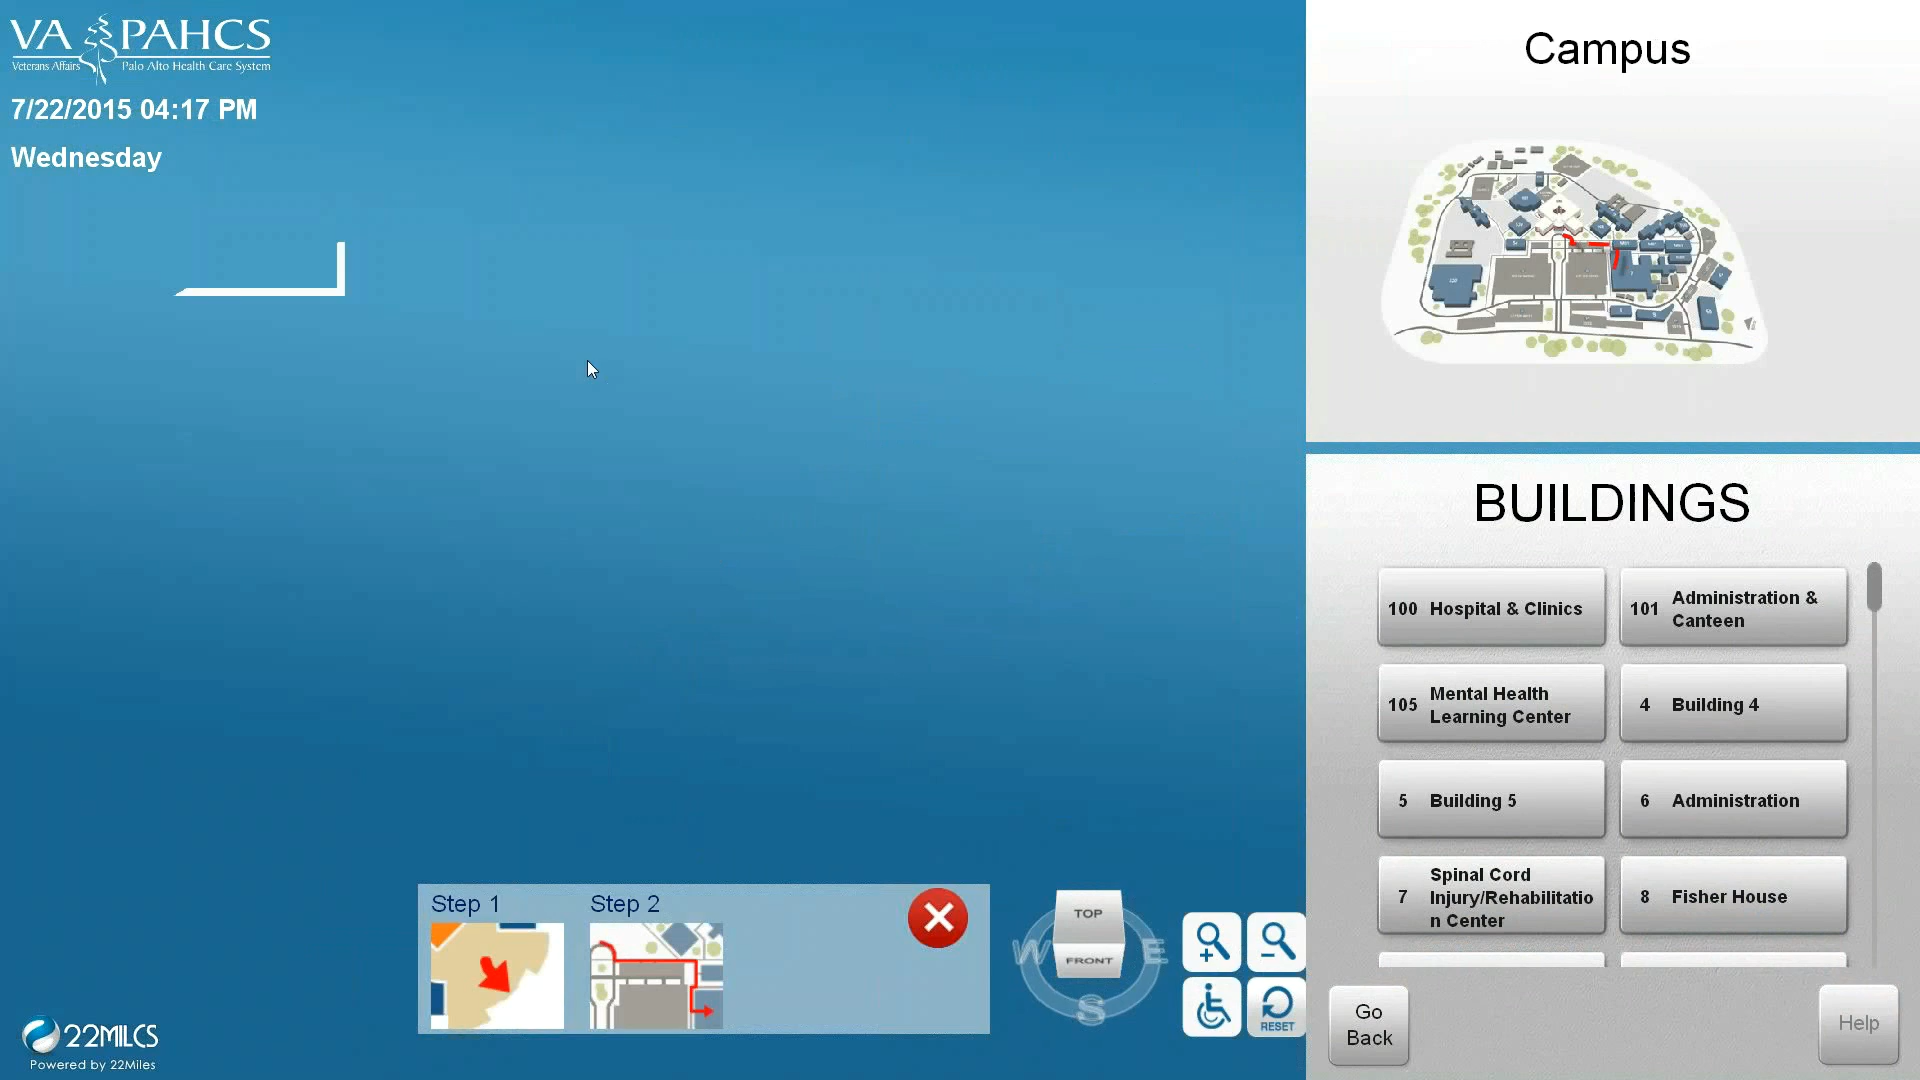 VA PAHCS
Veterans Affairs Palo Alto Health Care System
7/22/2015 04:17 PM
Wednesday
Campus
BUILDINGS
100 Hospital & Clinics
101 Administration &
Canteen
105 Mental Health
Learning Center
4 Building 4
5 Building 5
6 Administration
7 Spinal Cord
Injury/Rehabilitatio
n Center
8 Fisher House
Step 1
Step 2
TOP
FRONT
W
E
S
RESET
Go
Back
Help
22MILES
Powered by 22Miles